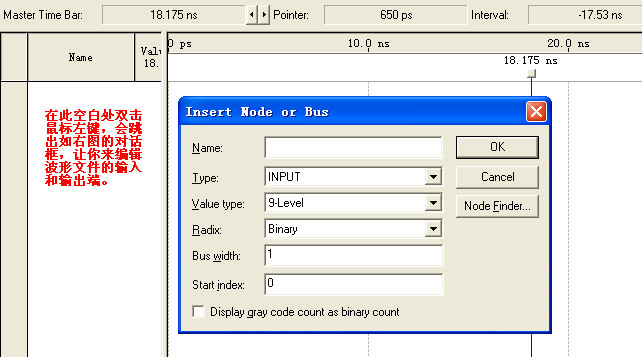 Master Time Bar: 18.175 ns Pointer: 650 ps Interval: -17.53 ns
Name
Valu
18.
0 ps 10.0 ns 20.0 ns
18.175 ns
在此空白处双击
鼠标左键，会跳
出如右图的对话
框，让你来编辑
波形文件的输入
和输出端。
Insert Node or Bus
Name: OK
Type: INPUT Cancel
Value type: 9-Level Node Finder...
Radix: Binary
Bus width: 1
Start index: 0
Display gray code count as binary count